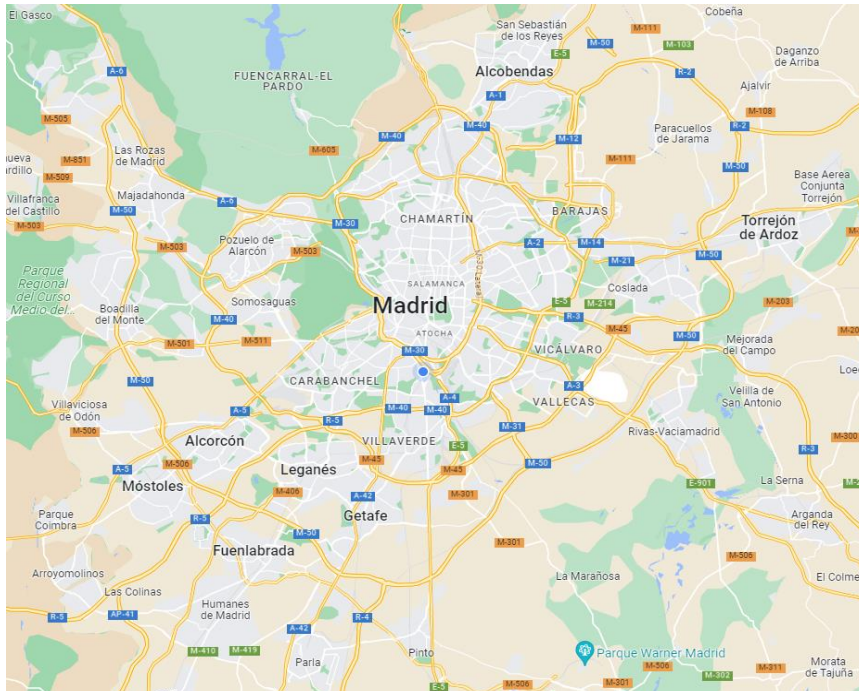 El Gasco
San Sebastián
de los Reyes
M-111
Cobeña
M-50
M-103
E-5
Daganzo
de Arriba
A-6
FUENCARRAL-EL
PARDO
Alcobendas
R-2
Ajalvir
A-1
M-108
M-505
M-40
M-40
M-12
Paracuellos
de Jarama
R-2
Las Rozas
de Madrid
M-605
M-111
M-851
M-509
M-50
Base Aerea
Conjunta
Torrejón
Villafranca
del Castillo
Majadahonda
A-6
M-50
M-30
CHAMARTÍN
BARAJAS
Torrejón
de Ardoz
M-503
M-503
Pozuelo de
Alarcón
M-503
A-2
M-14
M-21
M-50
Parque
Regional
del Curso
Medio del...
SALAMANCA
Coslada
Somosaguas
Madrid
E-5
M-214
M-203
Boadilla
del Monte
M-40
R-3
M-45
ATOCHA
M-50
M-501
M-511
M-30
VICÁLVARO
Mejorada
del Campo
M-50
CARABANCHEL
A-3
A-4
VALLECAS
Velilla de
San Antonio
Villaviciosa
de Odón
A-5
M-40
M-40
R-5
M-31
M-506
Alcorcón
VILLAVERDE
E-5
Rivas-Vaciamadrid
M-300
R-3
M-45
M-50
A-5
M-506
Leganés
M-45
Móstoles
M-406
A-42
M-301
E-901
La Serna
Parque
Coimbra
R-5
Getafe
Arganda
del Rey
M-50
Fuenlabrada
M-301
M-506
Arroyomolinos
La Marañosa
El Colme
Las Colinas
Humanes
de Madrid
R-5
AP-41
R-4
A-42
M-410
M-419
Pinto
Parque Warner Madrid
Parla
M-506
M-311
Morata
de Tajuña
M-302
E-5
M-506
M-301